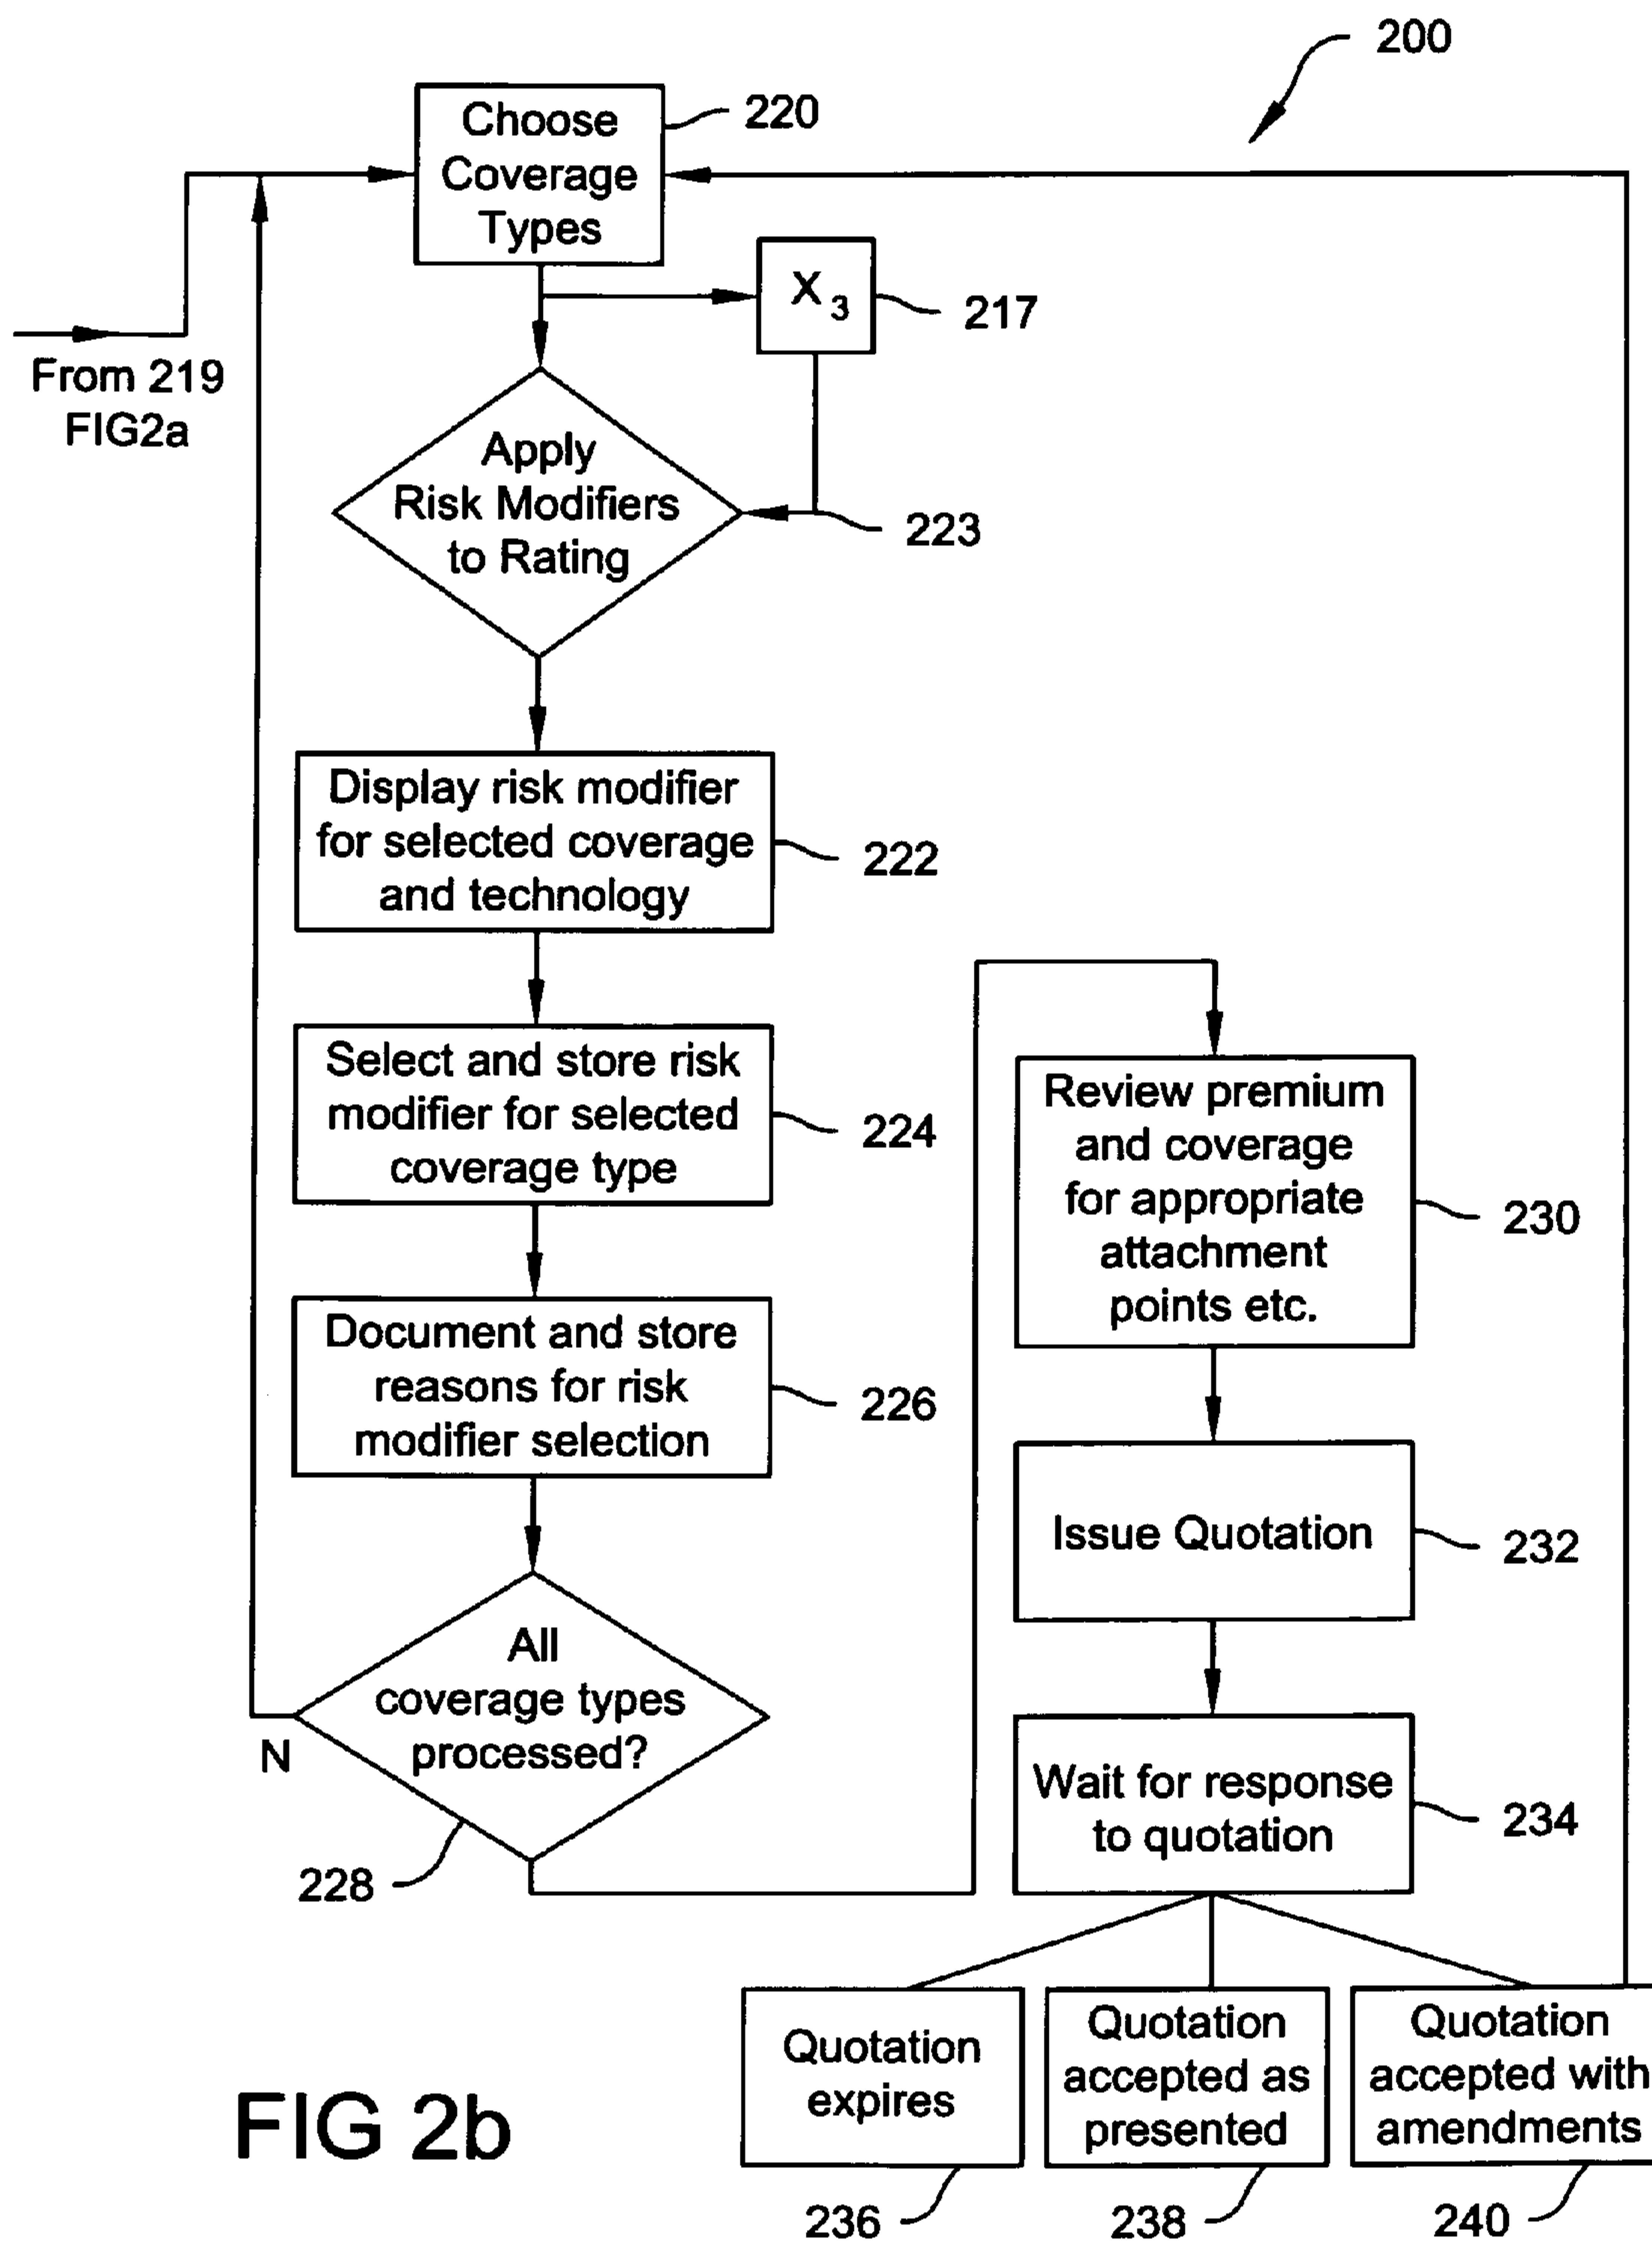 200
Choose
Coverage
Types
220
X 3
217
From 219
FIG2a
Apply
Risk Modifiers
to Rating
223
Display risk modifier
for selected coverage
and technology
222
Select and store risk
modifier for selected
coverage type
224
Document and store
reasons for risk
modifier selection
226
All
coverage types
processed?
N
228
Review premium
and coverage
for appropriate
attachment
points etc.
230
Issue Quotation
232
Wait for response
to quotation
234
Quotation
expires
236
Quotation
accepted as
presented
238
Quotation
accepted with
amendments
240
FIG 2b